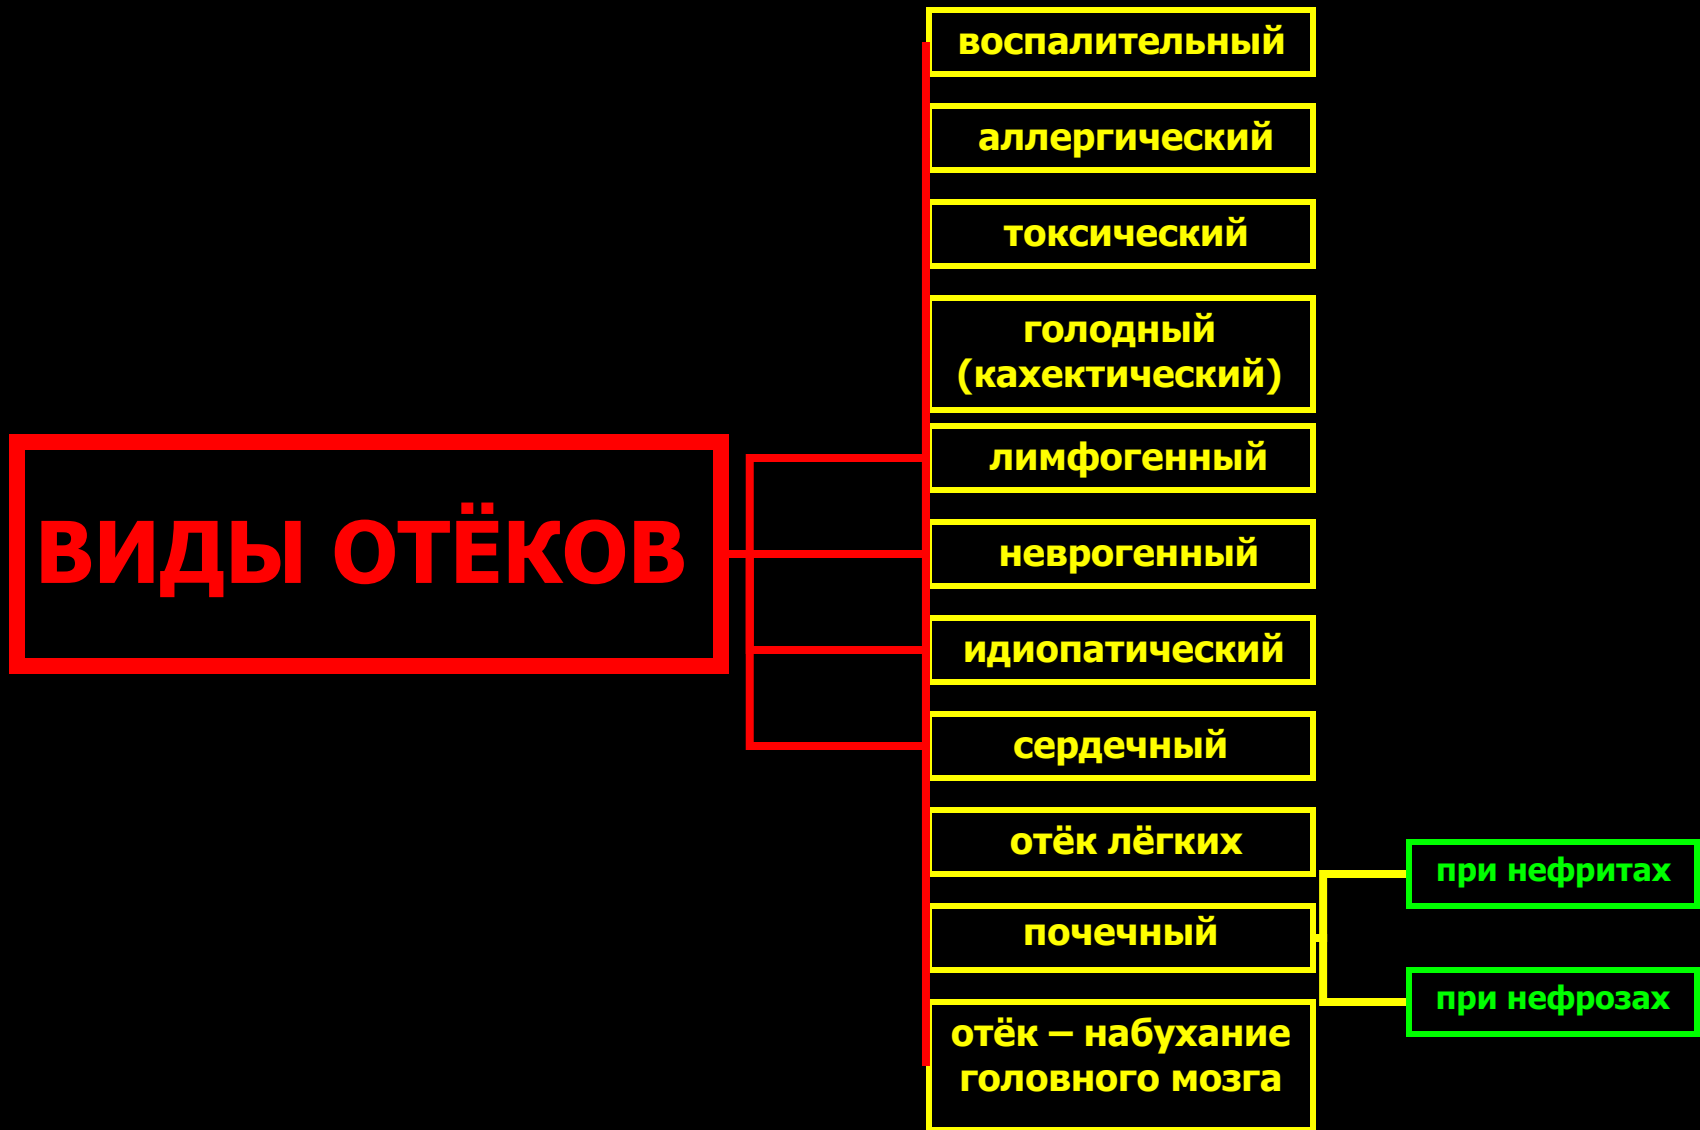 ВИДЫ ОТЁКОВ
воспалительный
аллергический
токсический
голодный
(кахектический)
лимфогенный
неврогенный
идиопатический
сердечный
отёк лёгких
почечный
при нефритах
при нефрозах
отёк – набухание
головного мозга